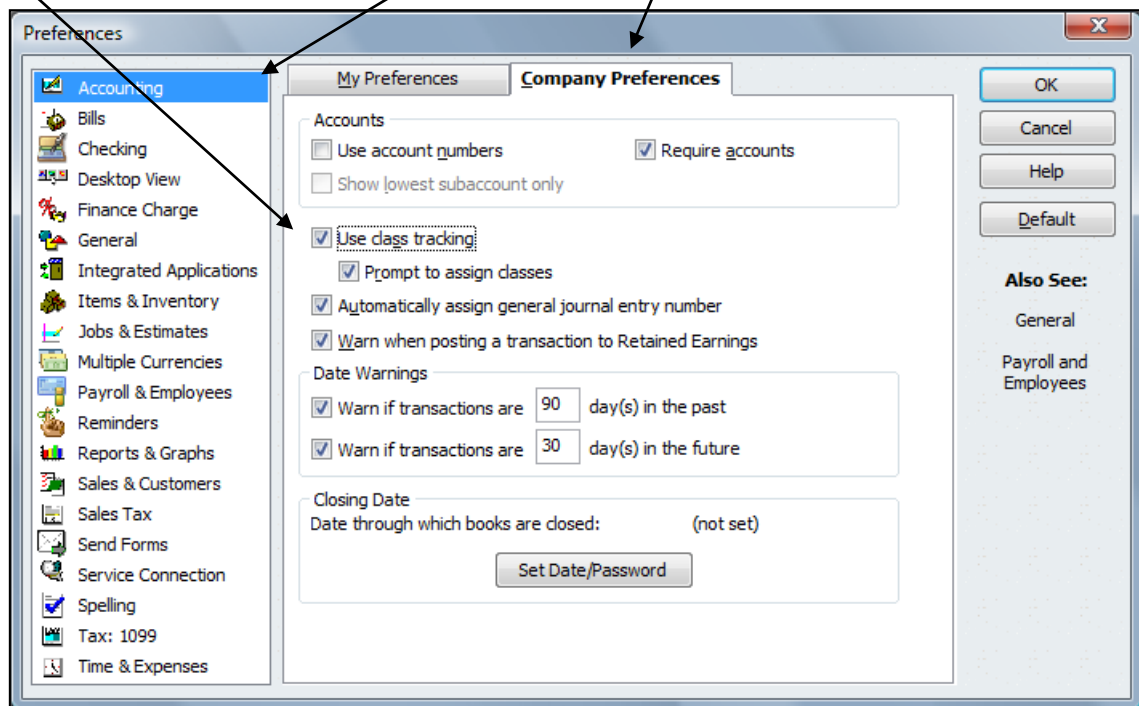 Preferences
Accounting
Bills
Checking
Desktop View
Finance Charge
General
Integrated Applications
Items & Inventory
Jobs & Estimates
Multiple Currencies
Payroll & Employees
Reminders
Reports & Graphs
Sales & Customers
Sales Tax
Send Forms
Service Connection
Spelling
Tax: 1099
Time & Expenses
My Preferences Company Preferences
Accounts
Use account numbers Require accounts
Show lowest subaccount only
Use class tracking
Prompt to assign classes
Automatically assign general journal entry number
Warn when posting a transaction to Retained Earnings
Date Warnings
Warn if transactions are 90 day(s) in the past
Warn if transactions are 30 day(s) in the future
Closing Date
Date through which books are closed: (not set)
Set Date/Password
OK
Cancel
Help
Default
Also See:
General
Payroll and
Employees